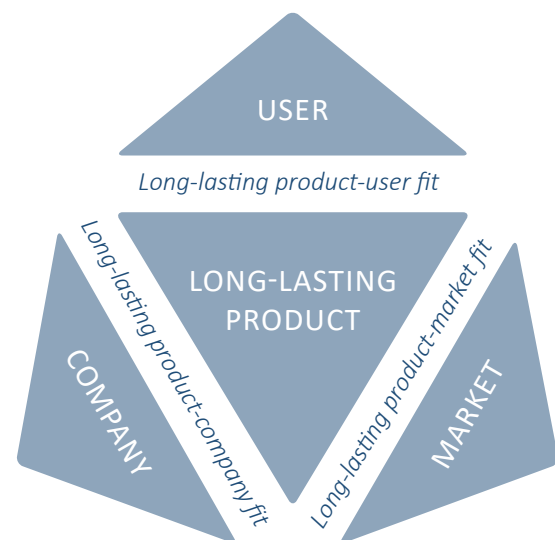 USER
Long-lasting product-user fit
LONG-LASTING
PRODUCT
Long-lasting product-company fit
Long-lasting product-market fit
COMPANY
MARKET